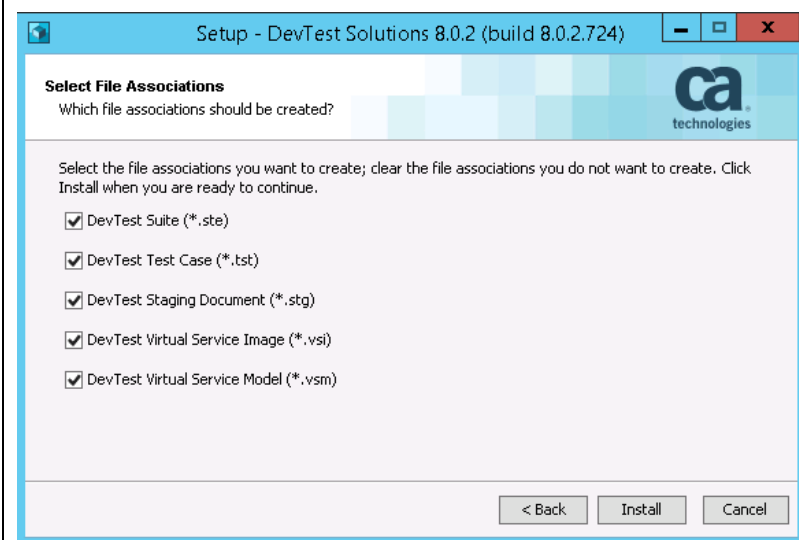 Setup - DevTest Solutions 8.0.2 (build 8.0.2.724)
Select File Associations
Which file associations should be created?
ca
technologies
Select the file associations you want to create; clear the file associations you do not want to create. Click
Install when you are ready to continue.
DevTest Suite (*.ste)
DevTest Test Case (*.tst)
DevTest Staging Document (*.stg)
DevTest Virtual Service Image (*.vsi)
DevTest Virtual Service Model (*.vsm)
< Back Install Cancel